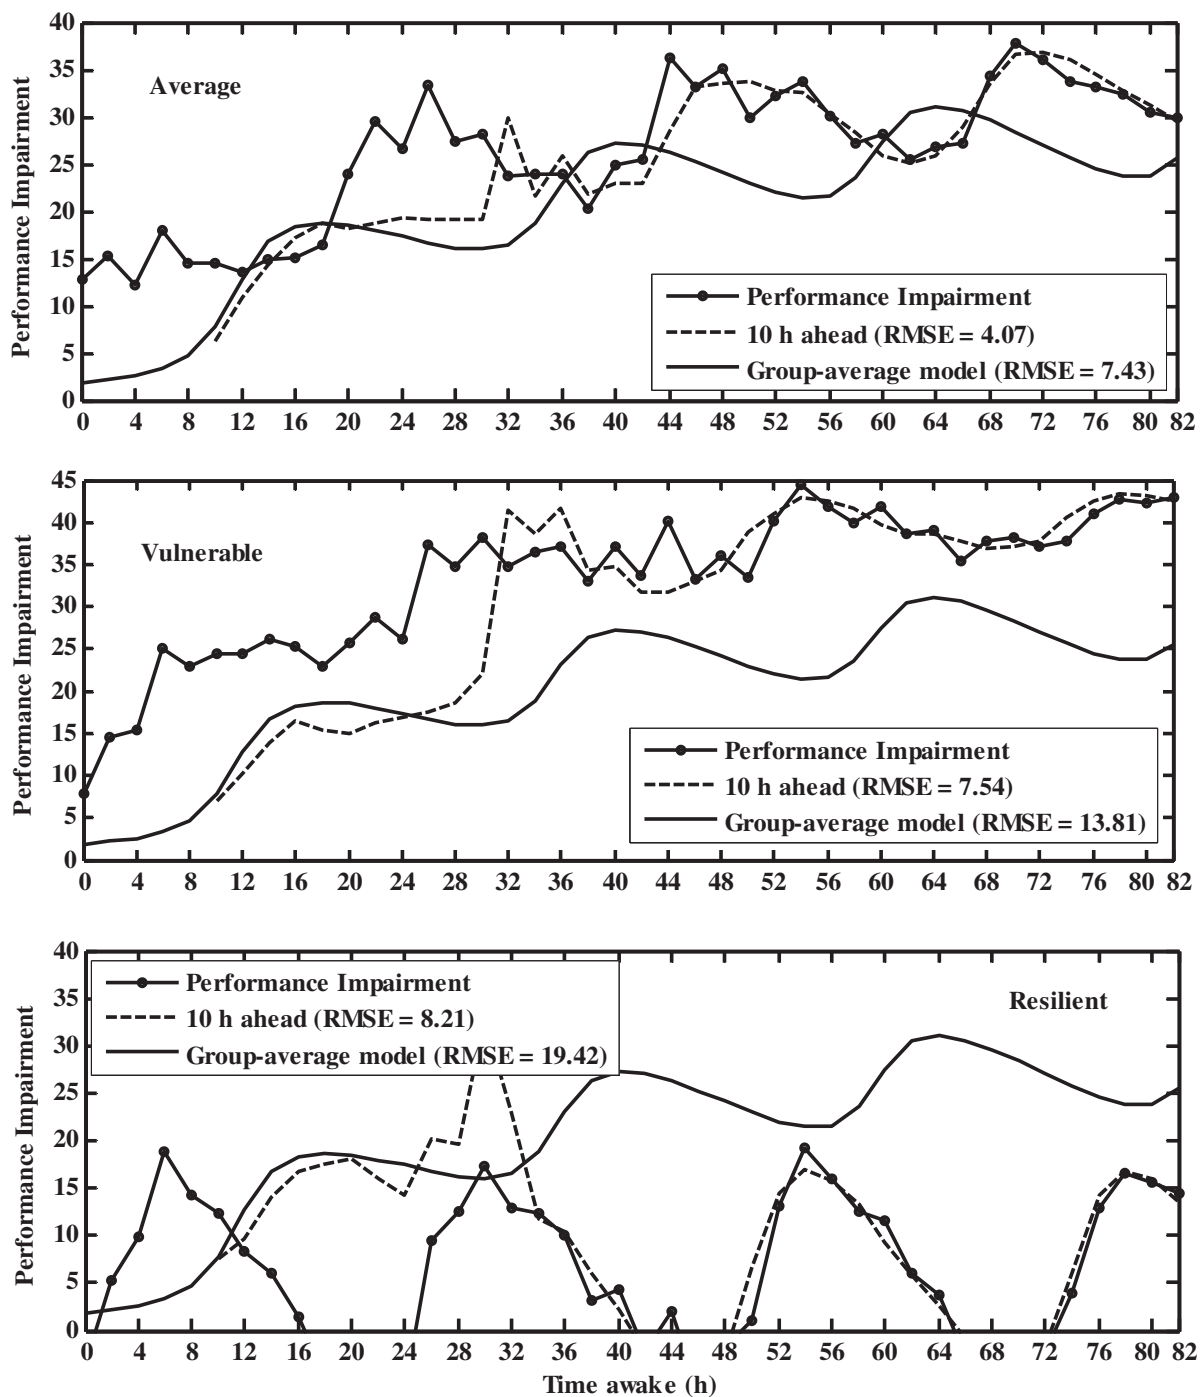 40
35
30
25
20
15
10
5
0
Performance Impairment
Average
Performance Impairment
10 h ahead (RMSE = 4.07)
Group-average model (RMSE = 7.43)
0 4 8 12 16 20 24 28 32 36 40 44 48 52 56 60 64 68 72 76 80 82
45
40
35
30
25
20
15
10
5
0
Performance Impairment
Vulnerable
Performance Impairment
10 h ahead (RMSE = 7.54)
Group-average model (RMSE = 13.81)
0 4 8 12 16 20 24 28 32 36 40 44 48 52 56 60 64 68 72 76 80 82
40
35
30
25
20
15
10
5
0
Performance Impairment
Performance Impairment
10 h ahead (RMSE = 8.21)
Group-average model (RMSE = 19.42)
Resilient
0 4 8 12 16 20 24 28 32 36 40 44 48 52 56 60 64 68 72 76 80 82
Time awake (h)